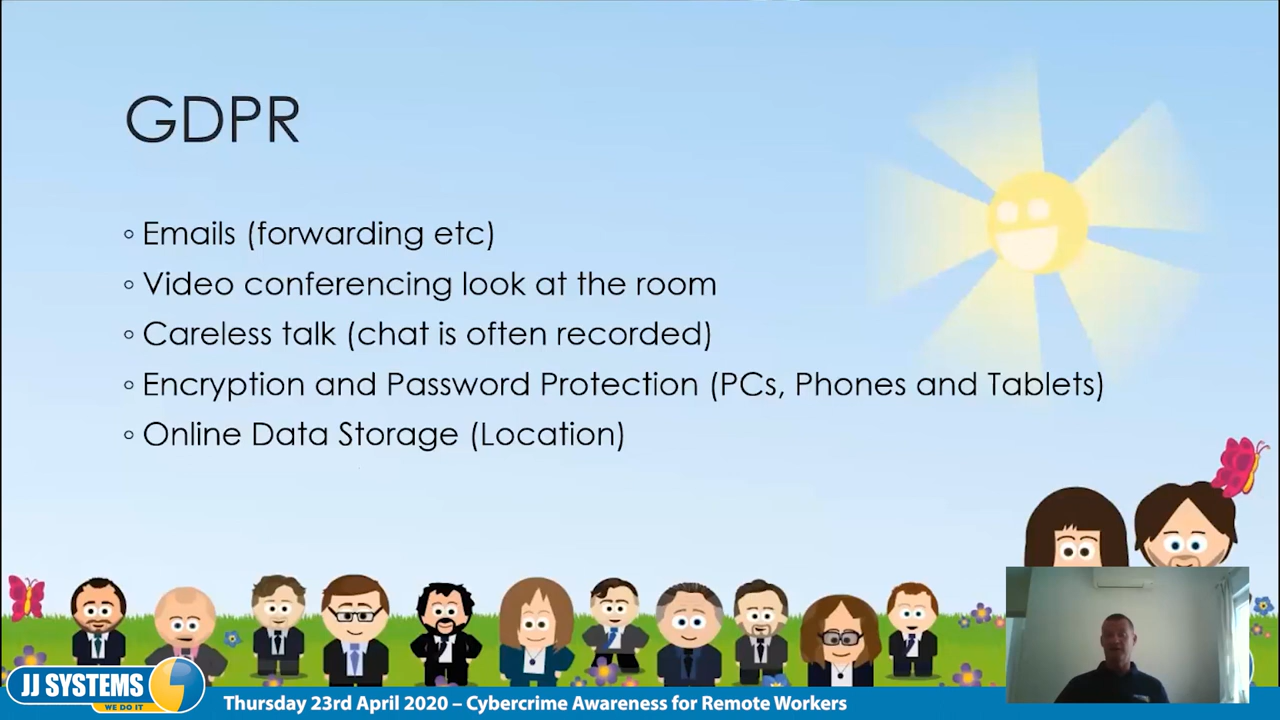 GDPR
◦ Emails (forwarding etc)
◦ Video conferencing look at the room
◦ Careless talk (chat is often recorded)
◦ Encryption and Password Protection (PCs, Phones and Tablets)
◦ Online Data Storage (Location)
JJ SYSTEMS
WE DO IT
Thursday 23rd April 2020 – Cybercrime Awareness for Remote Workers